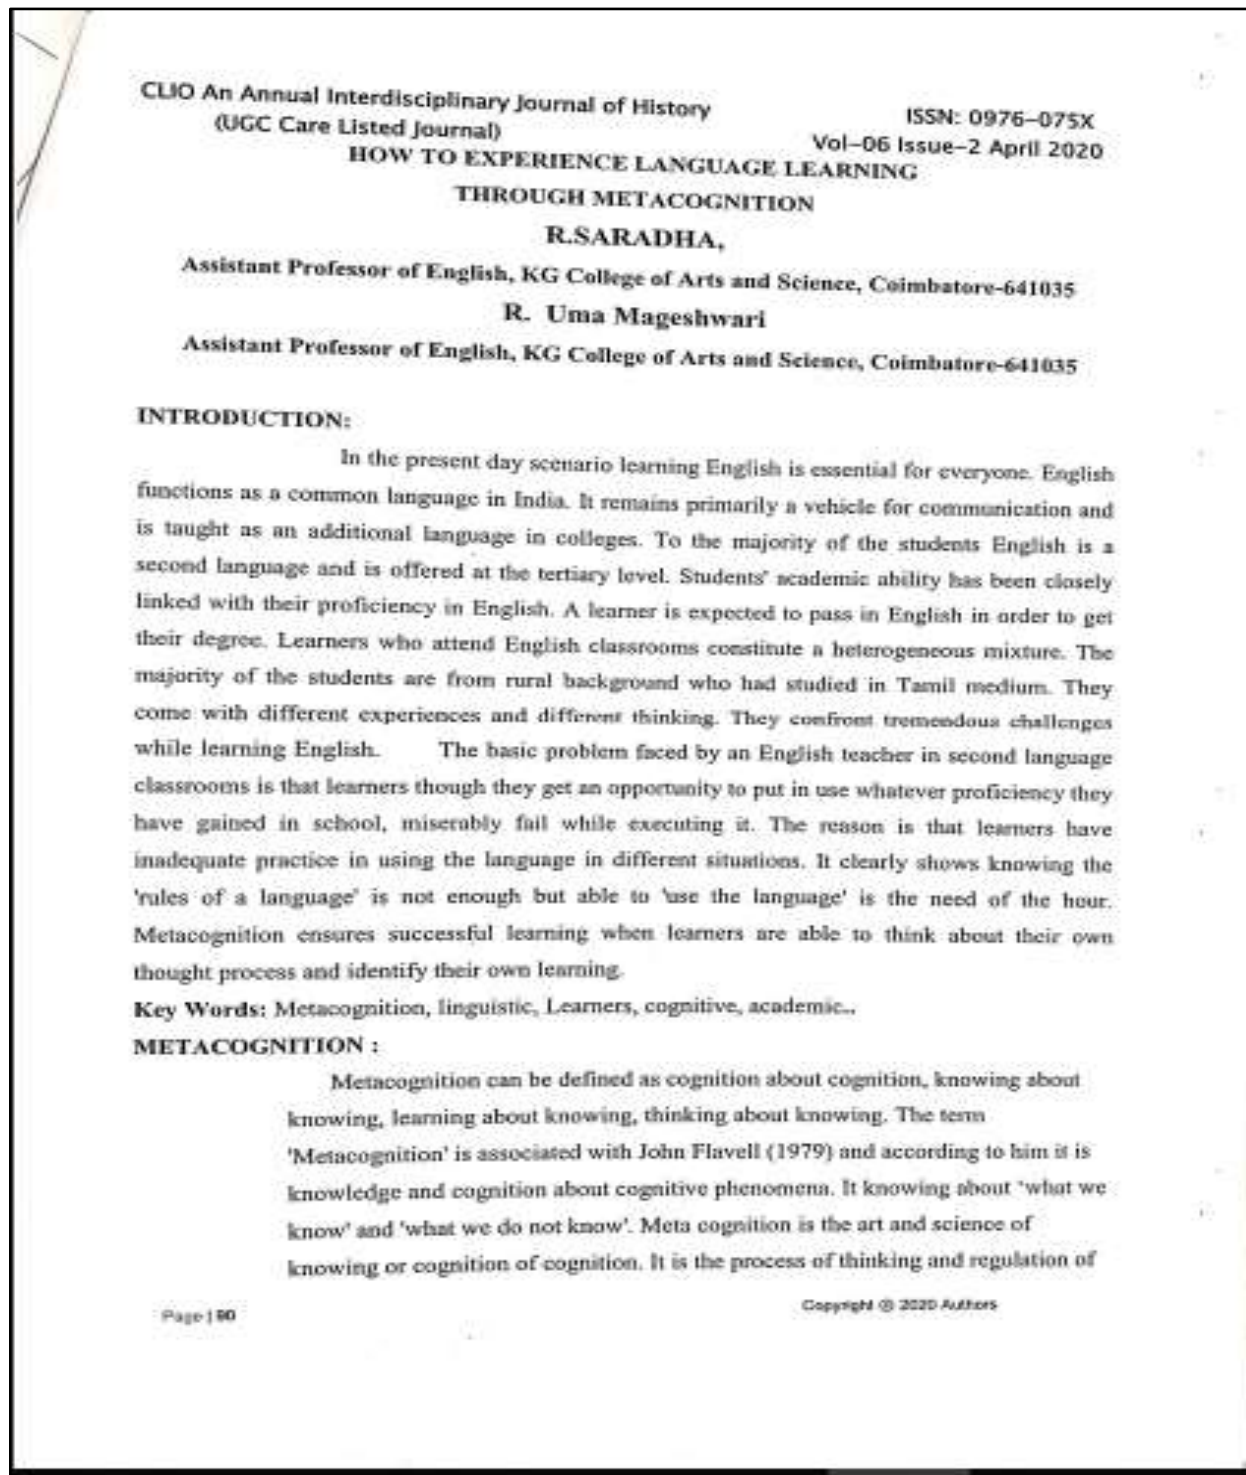 CLIO An Annual Interdisciplinary Journal of History
(UGC Care Listed Journal)
ISSN: 0976-075X
Vol-06 Issue-2 April 2020
HOW TO EXPERIENCE LANGUAGE LEARNING
THROUGH METACOGNITION
R.SARADHA,
Assistant Professor of English, KG College of Arts and Science, Coimbatore-641035
R. Uma Mageshwari
Assistant Professor of English, KG College of Arts and Science, Coimbatore-641035
INTRODUCTION:
In the present day scenario learning English is essential for everyone. English
functions as a common language in India. It remains primarily a vehicle for communication and
is taught as an additional language in colleges. To the majority of the students English is a
second language and is offered at the tertiary level. Students' academic ability has been closely
linked with their proficiency in English. A learner is expected to pass in English in order to get
their degree. Learners who attend English classrooms constitute a heterogeneous mixture. The
majority of the students are from rural background who had studied in Tamil medium. They
come with different experiences and different thinking. They confront tremendous challenges
while learning English. The basic problem faced by an English teacher in second language
classrooms is that learners though they get an opportunity to put in use whatever proficiency they
have gained in school, miserably fail while executing it. The reason is that learners have
inadequate practice in using the language in different situations. It clearly shows knowing the
'rules of a language' is not enough but able to 'use the language' is the need of the hour.
Metacognition ensures successful learning when learners are able to think about their own
thought process and identify their own learning.
Key Words: Metacognition, linguistic, Learners, cognitive, academic..
METACOGNITION :
Metacognition can be defined as cognition about cognition, knowing about
knowing, learning about knowing, thinking about knowing. The term
'Metacognition' is associated with John Flavell (1979) and according to him it is
knowledge and cognition about cognitive phenomena. It knowing about 'what we
know' and 'what we do not know'. Meta cognition is the art and science of
knowing or cognition of cognition. It is the process of thinking and regulation of
Page | 90
Copyright @ 2020 Authors